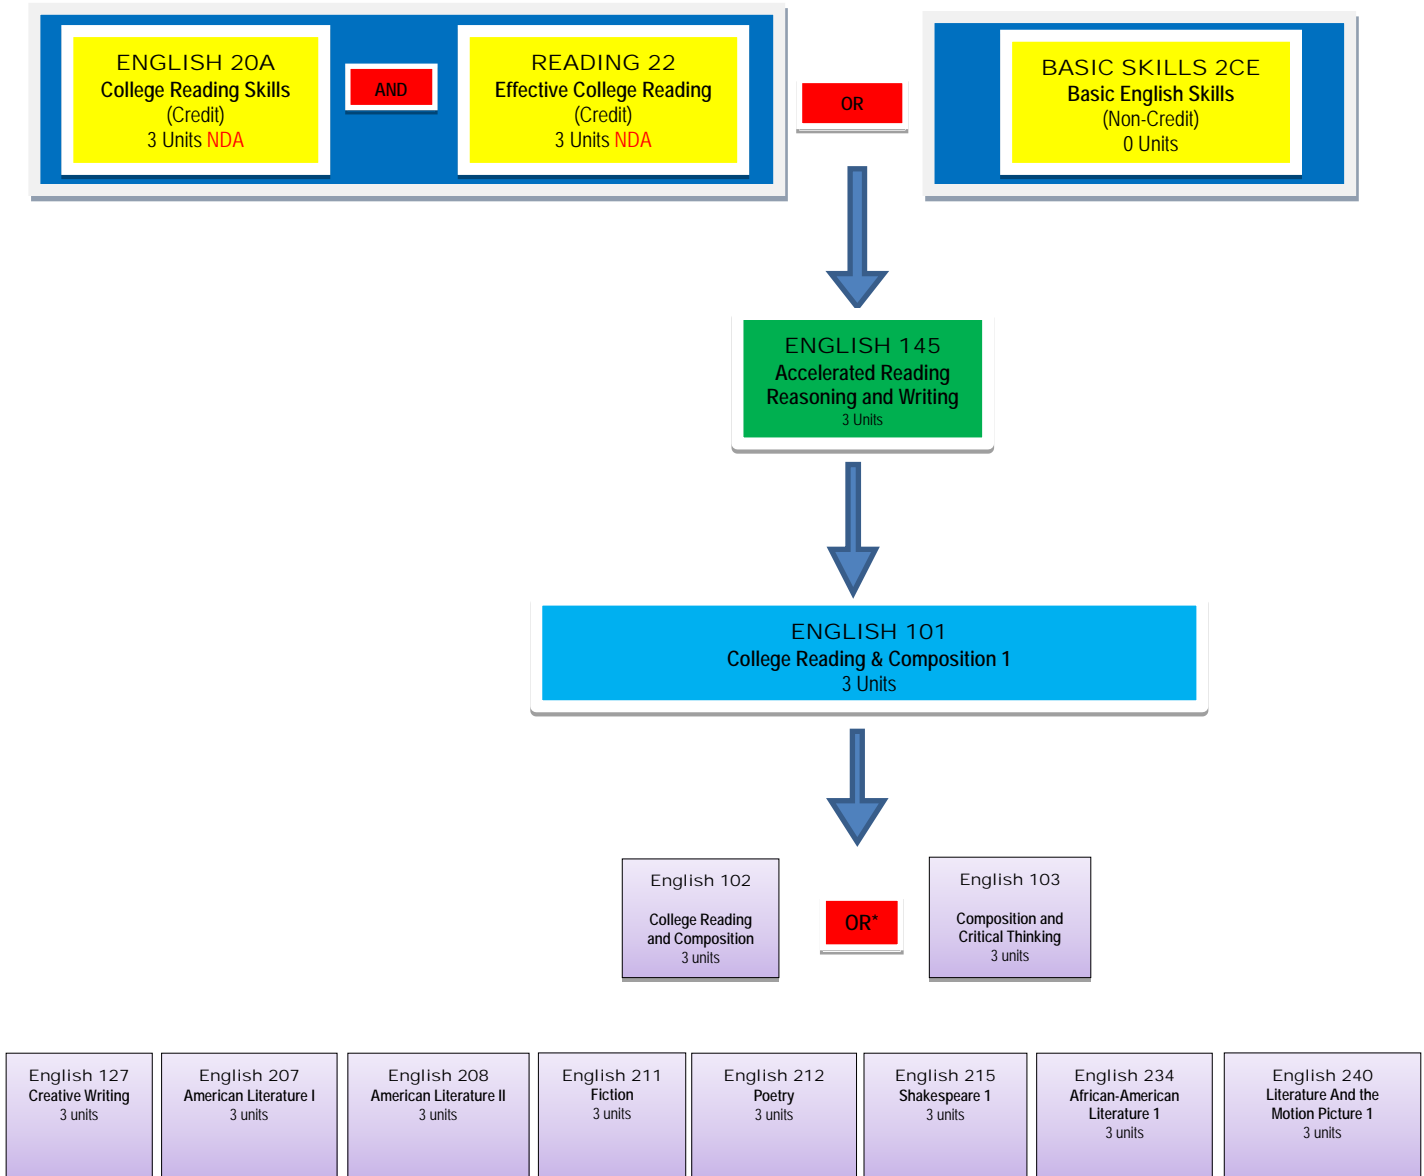 ENGLISH 20A
College Reading Skills
(Credit)
3 Units NDA
AND
READING 22
Effective College Reading
(Credit)
3 Units NDA
OR
BASIC SKILLS 2CE
Basic English Skills
(Non-Credit)
0 Units
ENGLISH 145
Accelerated Reading
Reasoning and Writing
3 Units
ENGLISH 101
College Reading & Composition 1
3 Units
English 102
College Reading
and Composition
3 units
OR*
English 103
Composition and
Critical Thinking
3 units
English 127
Creative Writing
3 units
English 207
American Literature I
3 units
English 208
American Literature II
3 units
English 211
Fiction
3 units
English 212
Poetry
3 units
English 215
Shakespeare 1
3 units
English 234
African-American
Literature 1
3 units
English 240
Literature And the
Motion Picture 1
3 units